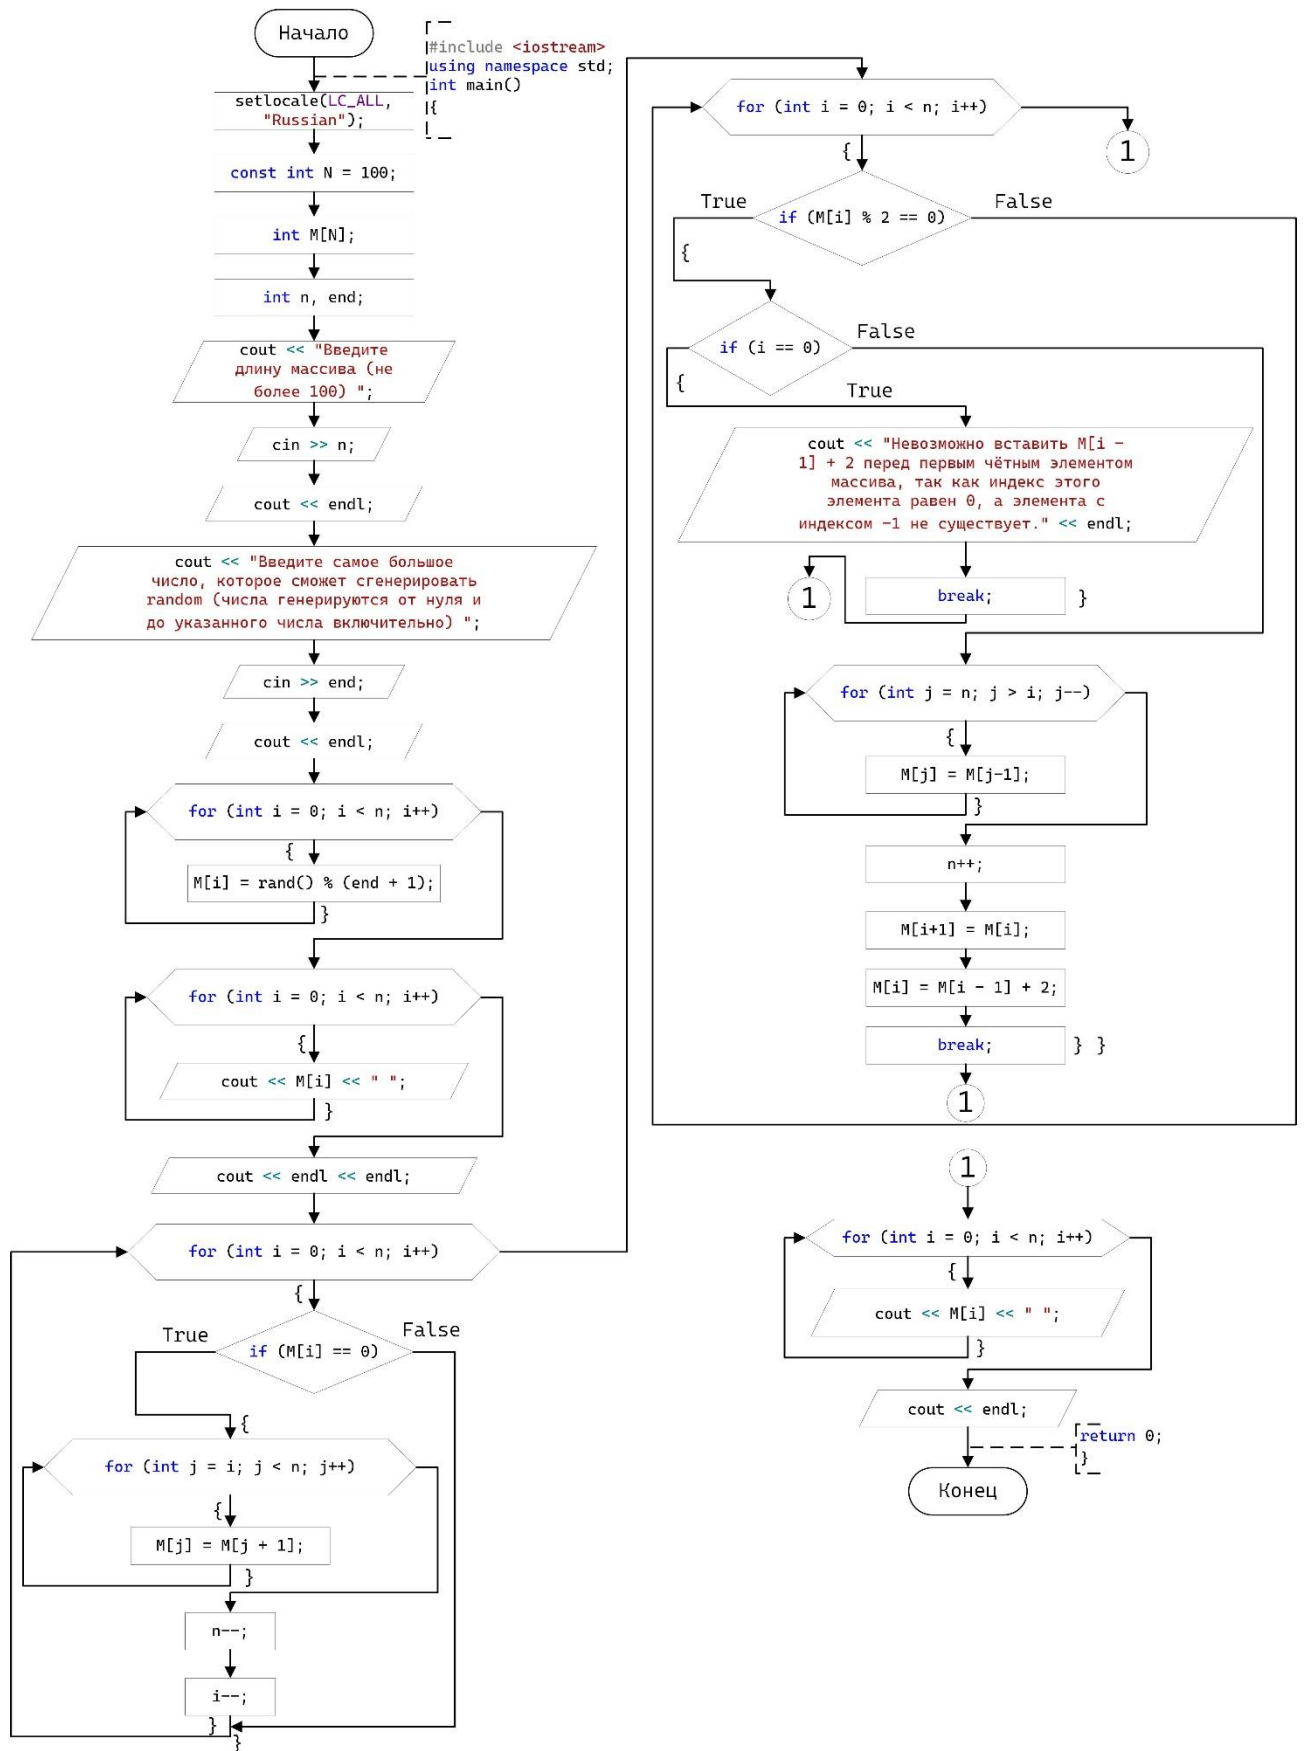 Начало
#include <iostream>
using namespace std;
int main()
{
setlocale(LC_ALL,
"Russian");
const int N = 100;
int M[N];
int n, end;
cout << "Введите
длину массива (не
более 100) ";
cin >> n;
cout << endl;
cout << "Введите самое большое
число, которое сможет сгенерировать
random (числа генерируются от нуля и
до указанного числа включительно) ";
cin >> end;
cout << endl;
for (int i = 0; i < n; i++)
{
M[i] = rand() % (end + 1);
}
for (int i = 0; i < n; i++)
{
cout << M[i] << " ";
}
cout << endl << endl;
for (int i = 0; i < n; i++)
{
True
False
if (M[i] == 0)
{
for (int j = i; j < n; j++)
{
M[j] = M[j + 1];
}
n--;
i--;
}
}
for (int i = 0; i < n; i++)
1
{
True
False
if (M[i] % 2 == 0)
{
False
if (i == 0)
{
True
cout << "Невозможно вставить M[i -
1] + 2 перед первым чётным элементом
массива, так как индекс этого
элемента равен 0, а элемента с
индексом -1 не существует." << endl;
1
break;
}
for (int j = n; j > i; j--)
{
M[j] = M[j-1];
}
n++;
M[i+1] = M[i];
M[i] = M[i - 1] + 2;
break;
} }
1
1
for (int i = 0; i < n; i++)
{
cout << M[i] << " ";
}
cout << endl;
return 0;
}
Конец